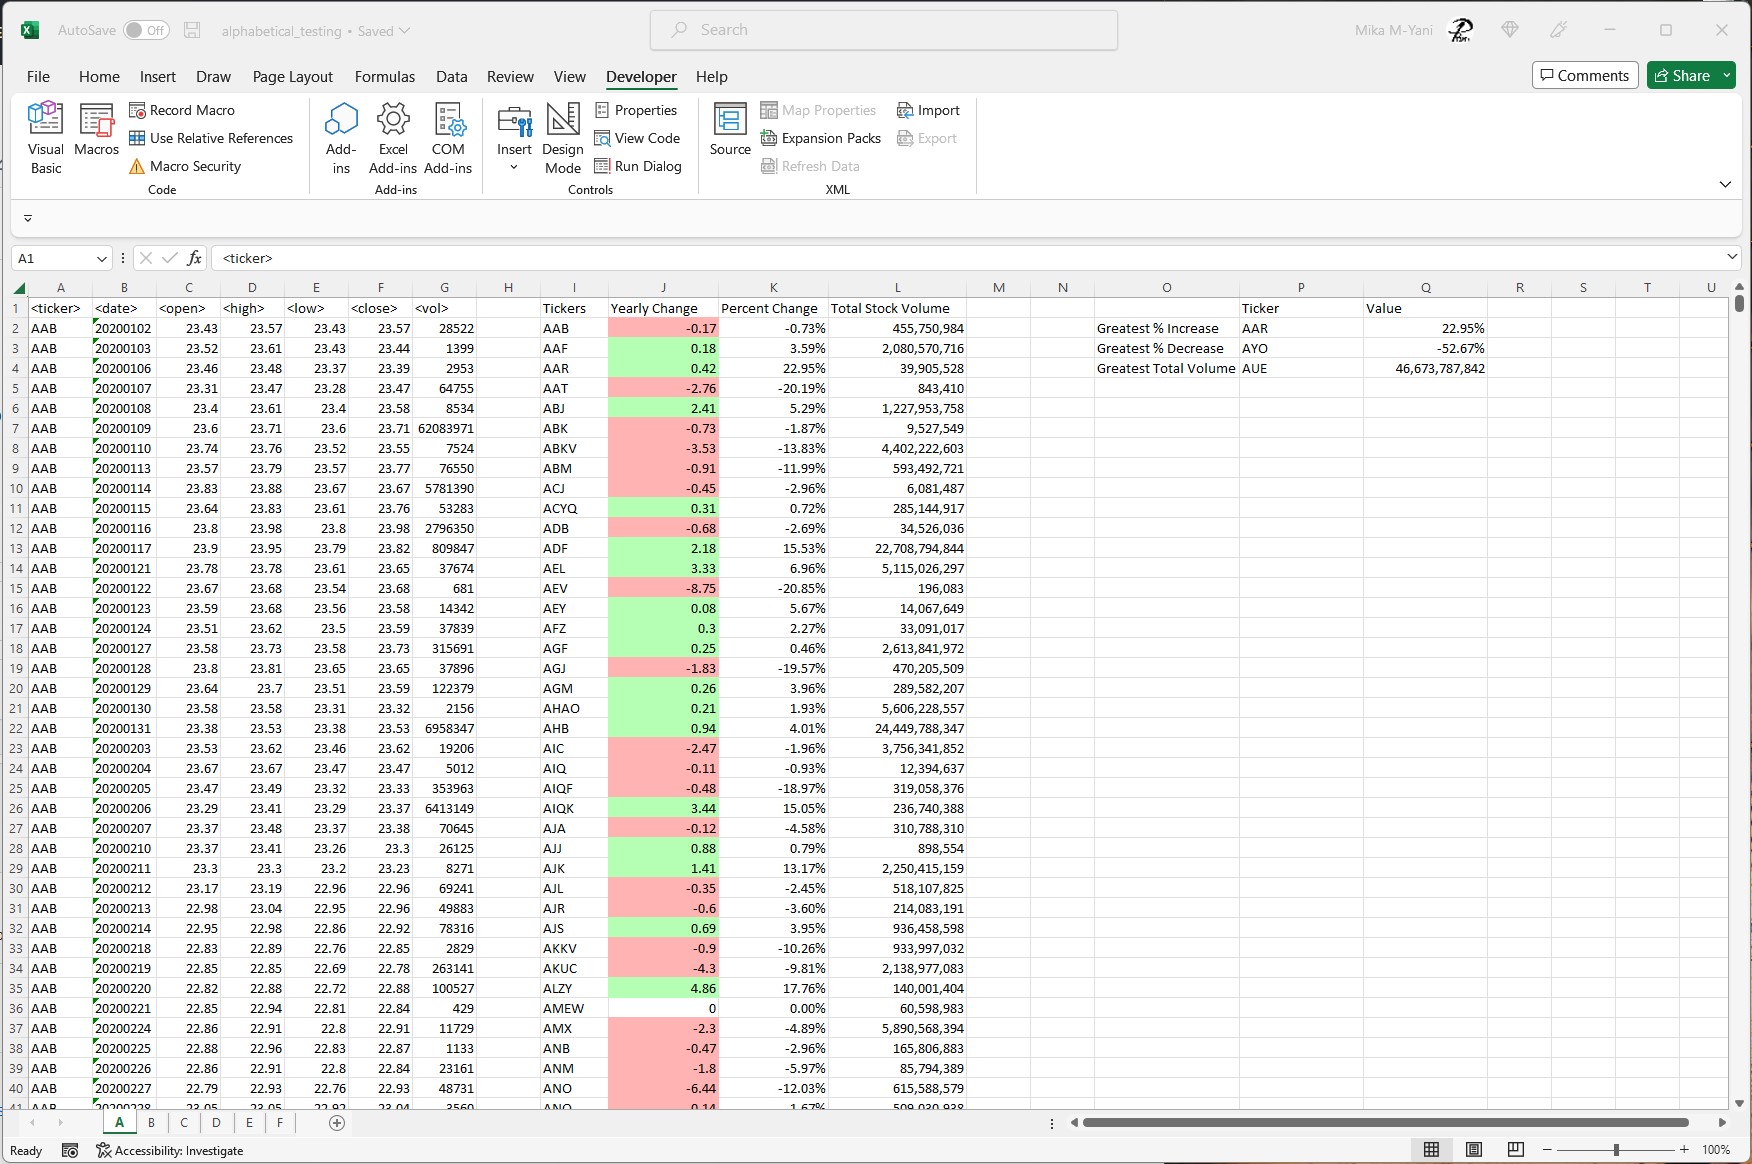 AutoSave Off alphabetical_testing • Saved Search Mika M-Yani
File Home Insert Draw Page Layout Formulas Data Review View Developer Help Comments Share
Visual Basic
Macros
Record Macro
Use Relative References
Macro Security
Code
Add-ins
Excel Add-ins
COM Add-ins
Add-ins
Insert
Design Mode
Properties
View Code
Run Dialog
Controls
Source
Map Properties
Expansion Packs
Refresh Data
Import
Export
XML
A1 fx <ticker>
A B C D E F G H I J K L M N O P Q R S T U
1 <ticker> <date> <open> <high> <low> <close> <vol> Tickers Yearly Change Percent Change Total Stock Volume Ticker Value
2 AAB 20200102 23.43 23.57 23.43 23.57 28522 AAB -0.17 -0.73% 455,750,984 Greatest % Increase AAR 22.95%
3 AAB 20200103 23.52 23.61 23.43 23.44 1399 AAF 0.18 3.59% 2,080,570,716 Greatest % Decrease AYO -52.67%
4 AAB 20200106 23.46 23.48 23.37 23.39 2953 AAR 0.42 22.95% 39,905,528 Greatest Total Volume AUE 46,673,787,842
5 AAB 20200107 23.31 23.47 23.28 23.47 64755 AAT -2.76 -20.19% 843,410
6 AAB 20200108 23.4 23.61 23.4 23.58 8534 ABJ 2.41 5.29% 1,227,953,758
7 AAB 20200109 23.6 23.71 23.6 23.71 62083971 ABK -0.73 -1.87% 9,527,549
8 AAB 20200110 23.74 23.76 23.52 23.55 7524 ABKV -3.53 -13.83% 4,402,222,603
9 AAB 20200113 23.57 23.79 23.57 23.77 76550 ABM -0.91 -11.99% 593,492,721
10 AAB 20200114 23.83 23.88 23.67 23.67 5781390 ACJ -0.45 -2.96% 6,081,487
11 AAB 20200115 23.64 23.83 23.61 23.76 53283 ACYQ 0.31 0.72% 285,144,917
12 AAB 20200116 23.8 23.98 23.8 23.98 2796350 ADB -0.68 -2.69% 34,526,036
13 AAB 20200117 23.9 23.95 23.79 23.82 809847 ADF 2.18 15.53% 22,708,794,844
14 AAB 20200121 23.78 23.78 23.61 23.65 37674 AEL 3.33 6.96% 5,115,026,297
15 AAB 20200122 23.67 23.68 23.54 23.68 681 AEV -8.75 -20.85% 196,083
16 AAB 20200123 23.59 23.68 23.56 23.58 14342 AEY 0.08 5.67% 14,067,649
17 AAB 20200124 23.51 23.62 23.5 23.59 37839 AFZ 0.3 2.27% 33,091,017
18 AAB 20200127 23.58 23.73 23.58 23.73 315691 AGF 0.25 0.46% 2,613,841,972
19 AAB 20200128 23.8 23.81 23.65 23.65 37896 AGJ -1.83 -19.57% 470,205,509
20 AAB 20200129 23.64 23.7 23.51 23.59 122379 AGM 0.26 3.96% 289,582,207
21 AAB 20200130 23.58 23.58 23.31 23.32 2156 AHAO 0.21 1.93% 5,606,228,557
22 AAB 20200131 23.38 23.53 23.38 23.53 6958347 AHB 0.94 4.01% 24,449,788,347
23 AAB 20200203 23.53 23.62 23.46 23.62 19206 AIC -2.47 -1.96% 3,756,341,852
24 AAB 20200204 23.67 23.67 23.47 23.47 5012 AIQ -0.11 -0.93% 12,394,637
25 AAB 20200205 23.47 23.49 23.32 23.33 353963 AIQF -0.48 -18.97% 319,058,376
26 AAB 20200206 23.29 23.41 23.29 23.37 6413149 AIQK 3.44 15.05% 236,740,388
27 AAB 20200207 23.37 23.48 23.37 23.38 70645 AJA -0.12 -4.58% 310,788,310
28 AAB 20200210 23.37 23.41 23.26 23.3 26125 AJJ 0.88 0.79% 898,554
29 AAB 20200211 23.3 23.3 23.2 23.23 8271 AJK 1.41 13.17% 2,250,415,159
30 AAB 20200212 23.17 23.19 22.96 22.96 69241 AJL -0.35 -2.45% 518,107,825
31 AAB 20200213 22.98 23.04 22.95 22.96 49883 AJR -0.6 -3.60% 214,083,191
32 AAB 20200214 22.95 22.98 22.86 22.92 78316 AJS 0.69 3.95% 936,458,598
33 AAB 20200218 22.83 22.89 22.76 22.85 2829 AKKV -0.9 -10.26% 933,997,032
34 AAB 20200219 22.85 22.85 22.69 22.78 263141 AKUC -4.3 -9.81% 2,138,977,083
35 AAB 20200220 22.82 22.88 22.72 22.88 100527 ALZY 4.86 17.76% 140,001,404
36 AAB 20200221 22.85 22.94 22.81 22.84 429 AMEW 0 0.00% 60,598,983
37 AAB 20200224 22.86 22.91 22.8 22.91 11729 AMX -2.3 -4.89% 5,890,568,394
38 AAB 20200225 22.88 22.96 22.83 22.87 1133 ANB -0.47 -2.96% 165,806,883
39 AAB 20200226 22.86 22.91 22.8 22.84 23161 ANM -1.8 -5.97% 85,794,389
40 AAB 20200227 22.79 22.93 22.76 22.93 48731 ANO -6.44 -12.03% 615,588,579
A B C D E F
Ready Accessibility: Investigate 100%